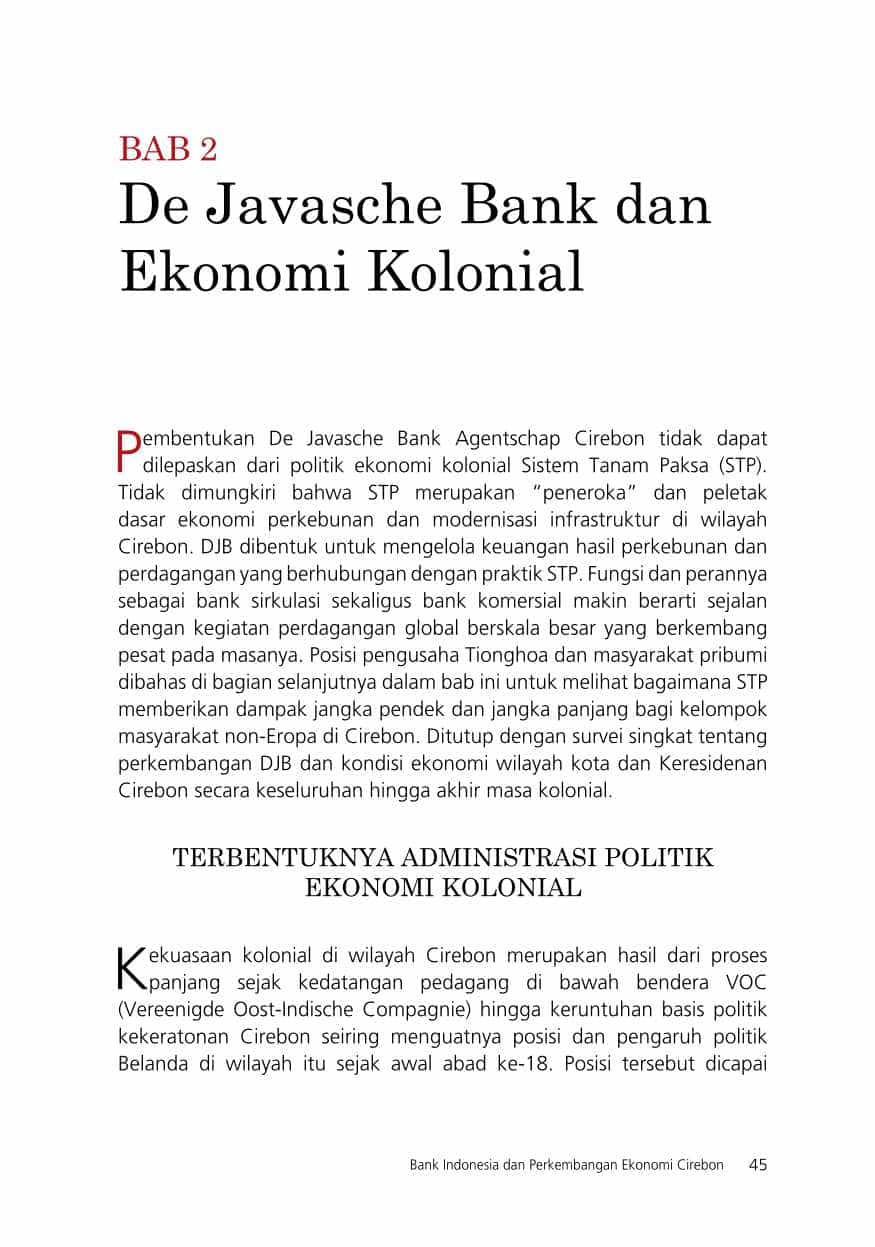 BAB 2
De Javasche Bank dan
Ekonomi Kolonial
Pembentukan De Javasche Bank Agentschap Cirebon tidak dapat
dilepaskan dari politik ekonomi kolonial Sistem Tanam Paksa (STP).
Tidak dimungkiri bahwa STP merupakan “peneroka” dan peletak
dasar ekonomi perkebunan dan modernisasi infrastruktur di wilayah
Cirebon. DJB dibentuk untuk mengelola keuangan hasil perkebunan dan
perdagangan yang berhubungan dengan praktik STP. Fungsi dan perannya
sebagai bank sirkulasi sekaligus bank komersial makin berarti sejalan
dengan kegiatan perdagangan global berskala besar yang berkembang
pesat pada masanya. Posisi pengusaha Tionghoa dan masyarakat pribumi
dibahas di bagian selanjutnya dalam bab ini untuk melihat bagaimana STP
memberikan dampak jangka pendek dan jangka panjang bagi kelompok
masyarakat non-Eropa di Cirebon. Ditutup dengan survei singkat tentang
perkembangan DJB dan kondisi ekonomi wilayah kota dan Keresidenan
Cirebon secara keseluruhan hingga akhir masa kolonial.
TERBENTUKNYA ADMINISTRASI POLITIK
EKONOMI KOLONIAL
Kekuasaan kolonial di wilayah Cirebon merupakan hasil dari proses
panjang sejak kedatangan pedagang di bawah bendera VOC
(Vereenigde Oost-Indische Compagnie) hingga keruntuhan basis politik
kekeratonan Cirebon seiring menguatnya posisi dan pengaruh politik
Belanda di wilayah itu sejak awal abad ke-18. Posisi tersebut dicapai
Bank Indonesia dan Perkembangan Ekonomi Cirebon 45